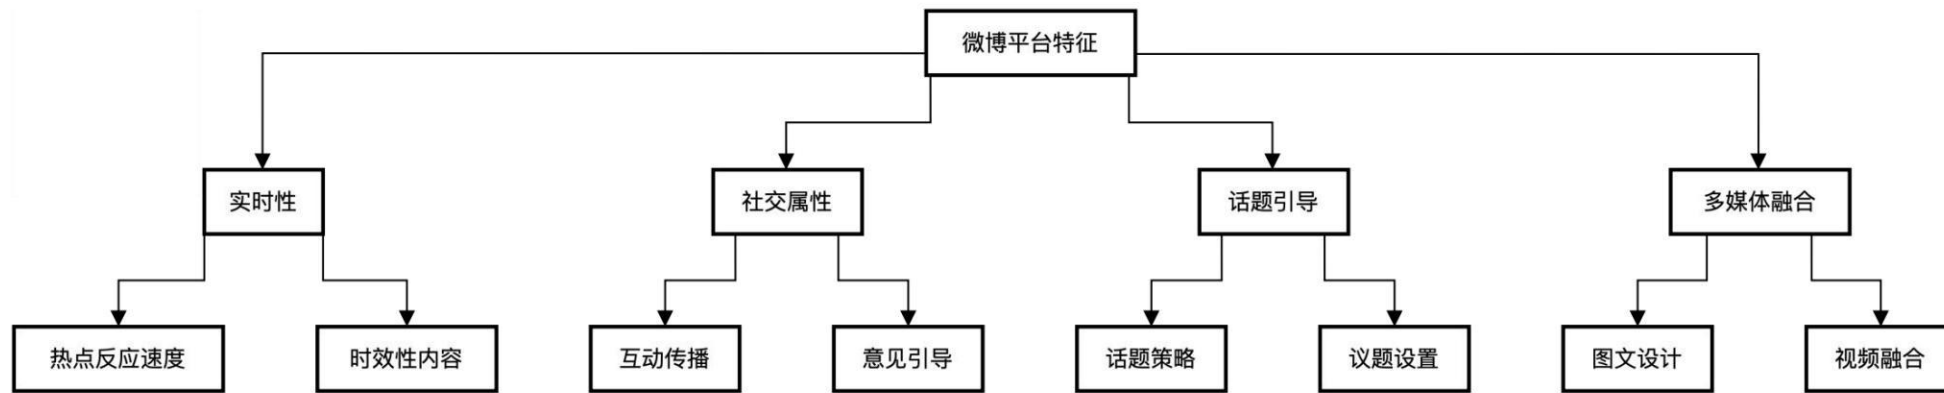 微博平台特征
实时性
社交属性
话题引导
多媒体融合
热点反应速度
时效性内容
互动传播
意见引导
话题策略
议题设置
图文设计
视频融合